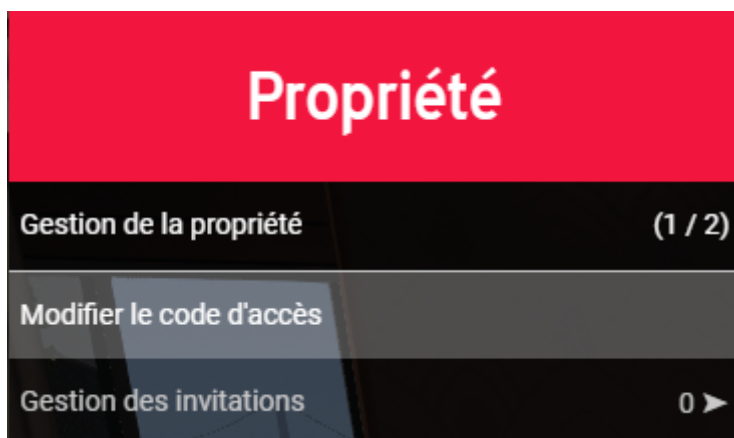 Propriété
Gestion de la propriété (1 / 2)
Modifier le code d'accès
Gestion des invitations 0 ➤